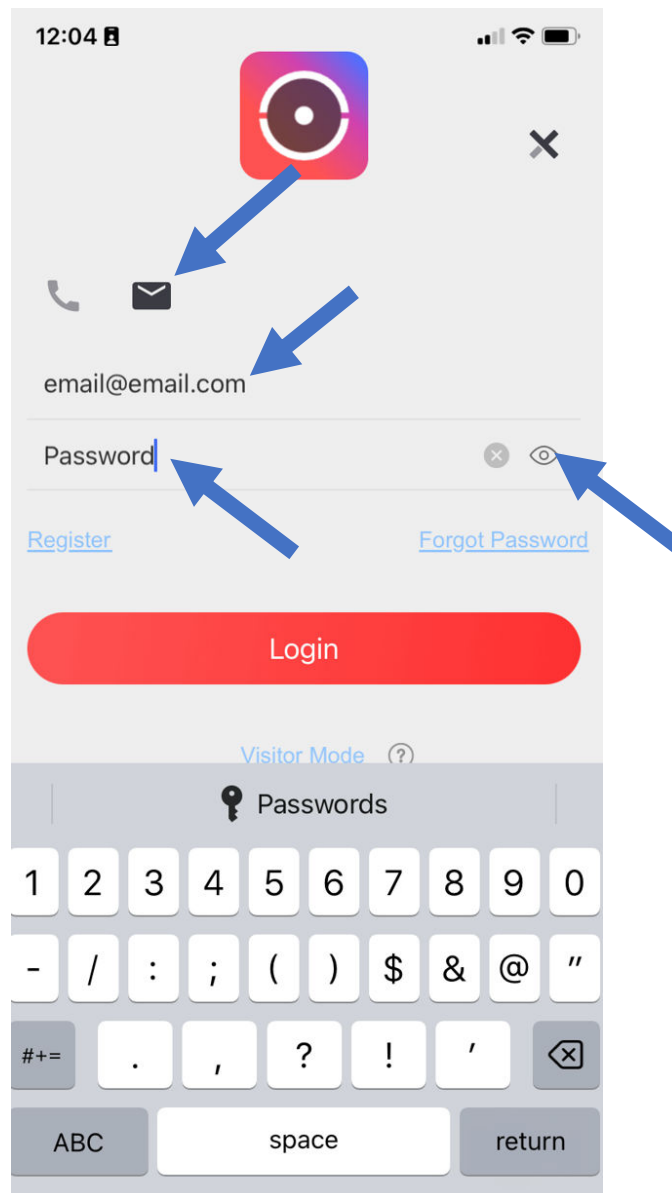 12:04
email@email.com
Password
Register Forgot Password
Login
Visitor Mode ?
Passwords
1 2 3 4 5 6 7 8 9 0
- / : ; ( ) $ & @ "
#+= . , ? ! '
ABC space return